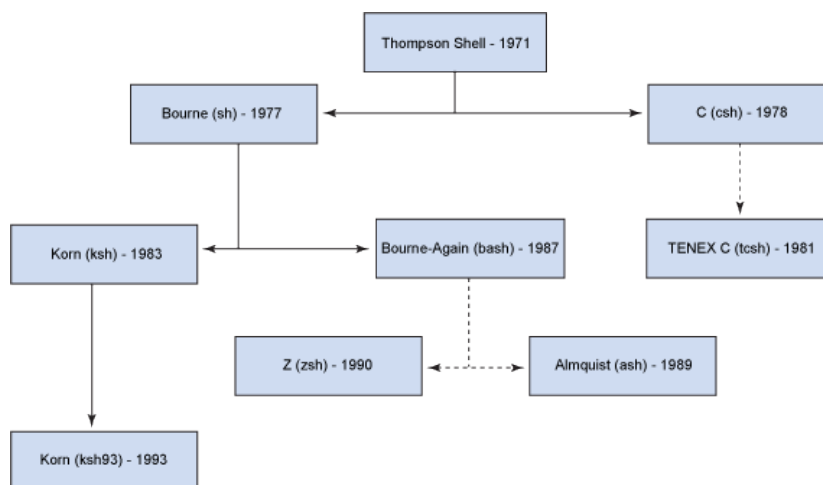 Thompson Shell - 1971
Bourne (sh) - 1977
C (csh) - 1978
Korn (ksh) - 1983
Bourne-Again (bash) - 1987
TENEX C (tcsh) - 1981
Z (zsh) - 1990
Almquist (ash) - 1989
Korn (ksh93) - 1993